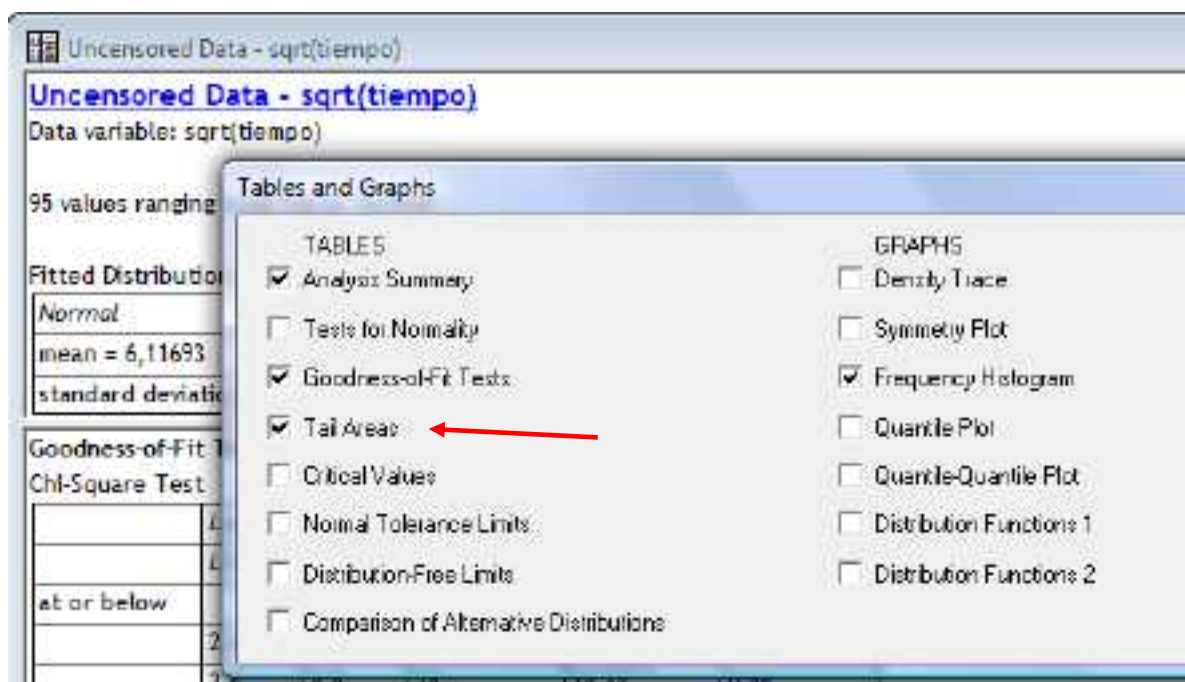 Uncensored Data - sqrt(tiempo)
Uncensored Data - sqrt(tiempo)
Data variable: sqrt(tiempo)
95 values ranging
Fitted Distribution
Normal
mean = 6,11693
standard deviatio
Goodness-of-Fit T
Chi-Square Test
at or below
Tables and Graphs
TABLES
Analysis Summary
Tests for Normality
Goodness-of-Fit Tests
Tail Areas
Critical Values
Normal Tolerance Limits
Distribution-Free Limits
Comparison of Alternative Distributions
GRAPHS
Density Trace
Symmetry Plot
Frequency Histogram
Quantile Plot
Quantile-Quantile Plot
Distribution Functions 1
Distribution Functions 2